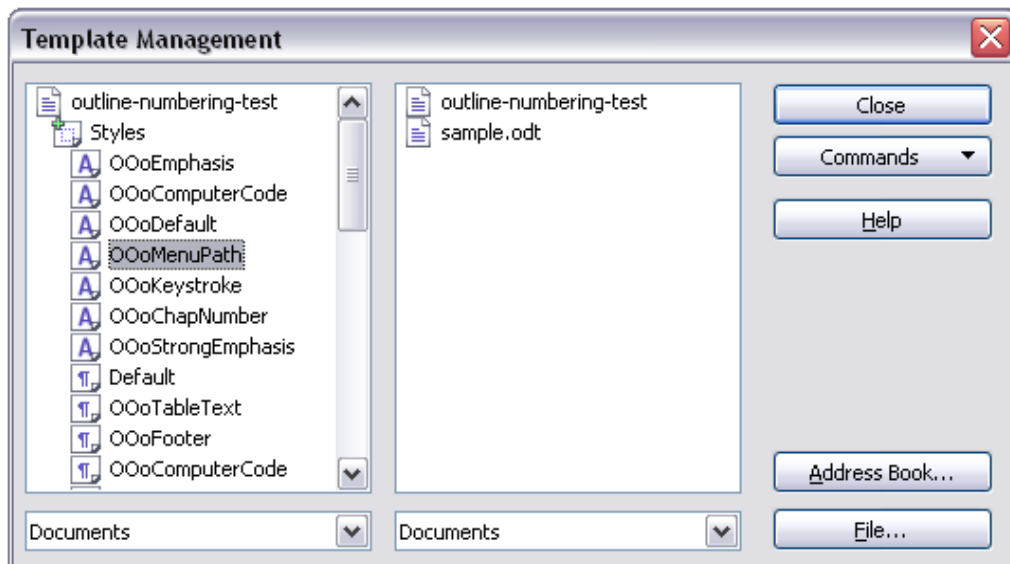 Template Management
outline-numbering-test
Styles
OOoEmphasis
OOoComputerCode
OOoDefault
OOoMenuPath
OOoKeystroke
OOoChapNumber
OOoStrongEmphasis
Default
OOoTableText
OOoFooter
OOoComputerCode
Documents
outline-numbering-test
sample.odt
Documents
Close
Commands
Help
Address Book...
File...